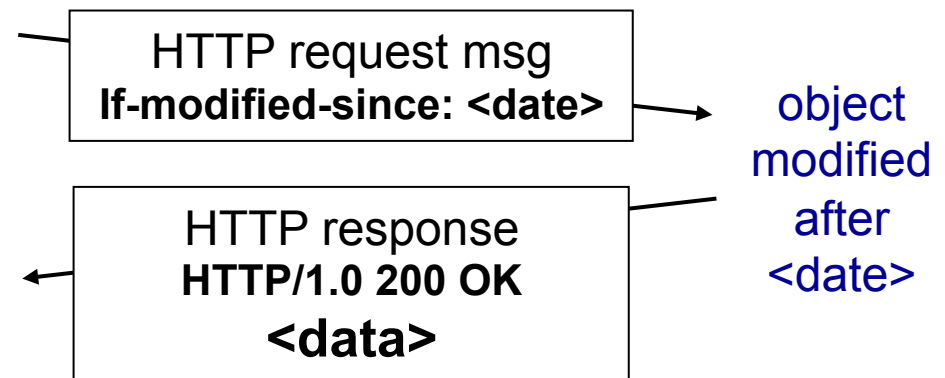 HTTP request msg
If-modified-since: <date>
object
modified
after
<date>
HTTP response
HTTP/1.0 200 OK
<data>